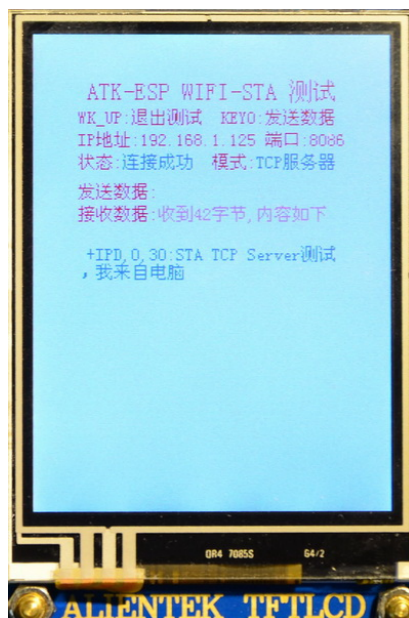 ATK-ESP WIFI-STA 测试
WK_UP:退出测试 KEY0:发送数据
IP地址:192.168.1.125 端口:8086
状态:连接成功 模式:TCP服务器
发送数据:
接收数据:收到42字节,内容如下
+IPD,0,30:STA TCP Server测试
,我来自电脑
QR4 7085S G4/2
ALIENTEK TFTLCD